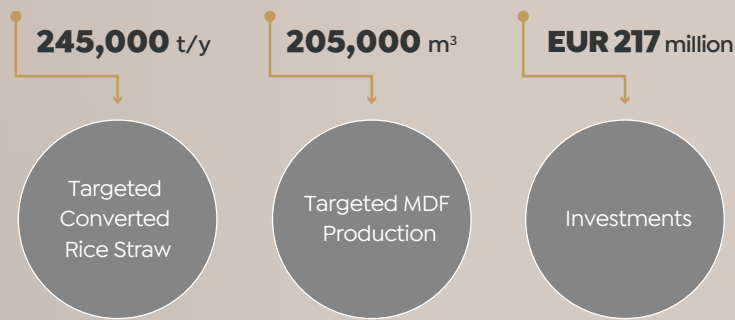 245,000 t/y
Targeted
Converted
Rice Straw
205,000 m³
Targeted MDF
Production
EUR 217 million
Investments